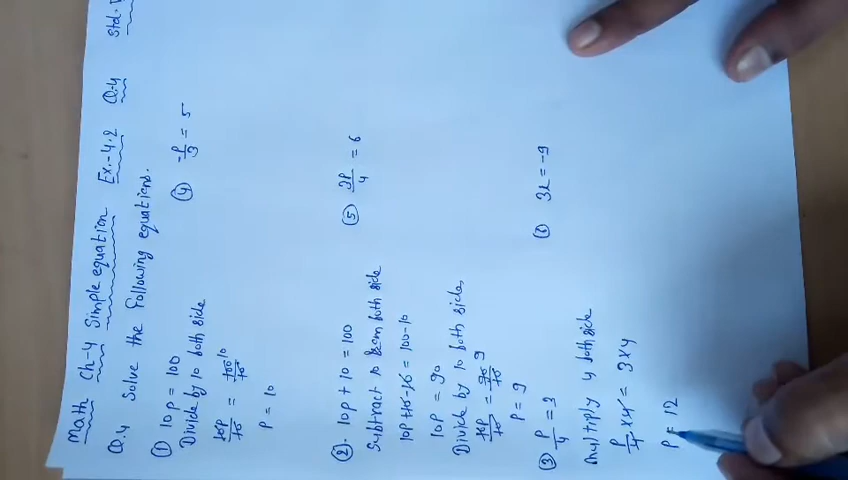 Math Ch-4 Simple equation Ex.-4.2 Q.4 Std.
Q.4 Solve the following equations.
① 10p = 100
Divide by 10 both side
10p/10 = 100/10 10
p = 10
②. 10p + 10 = 100
Subtract 10 from both side
10p +10 -10 = 100-10
10p = 90
Divide by 10 both side,
10p/10 = 90/10 9
p = 9
③ p/4 = 3
Multiply 4 both side
p/4 × 4 = 3 × 4
p = 12
④ -p/3 = 5
⑤ 3p/4 = 6
3s = -9